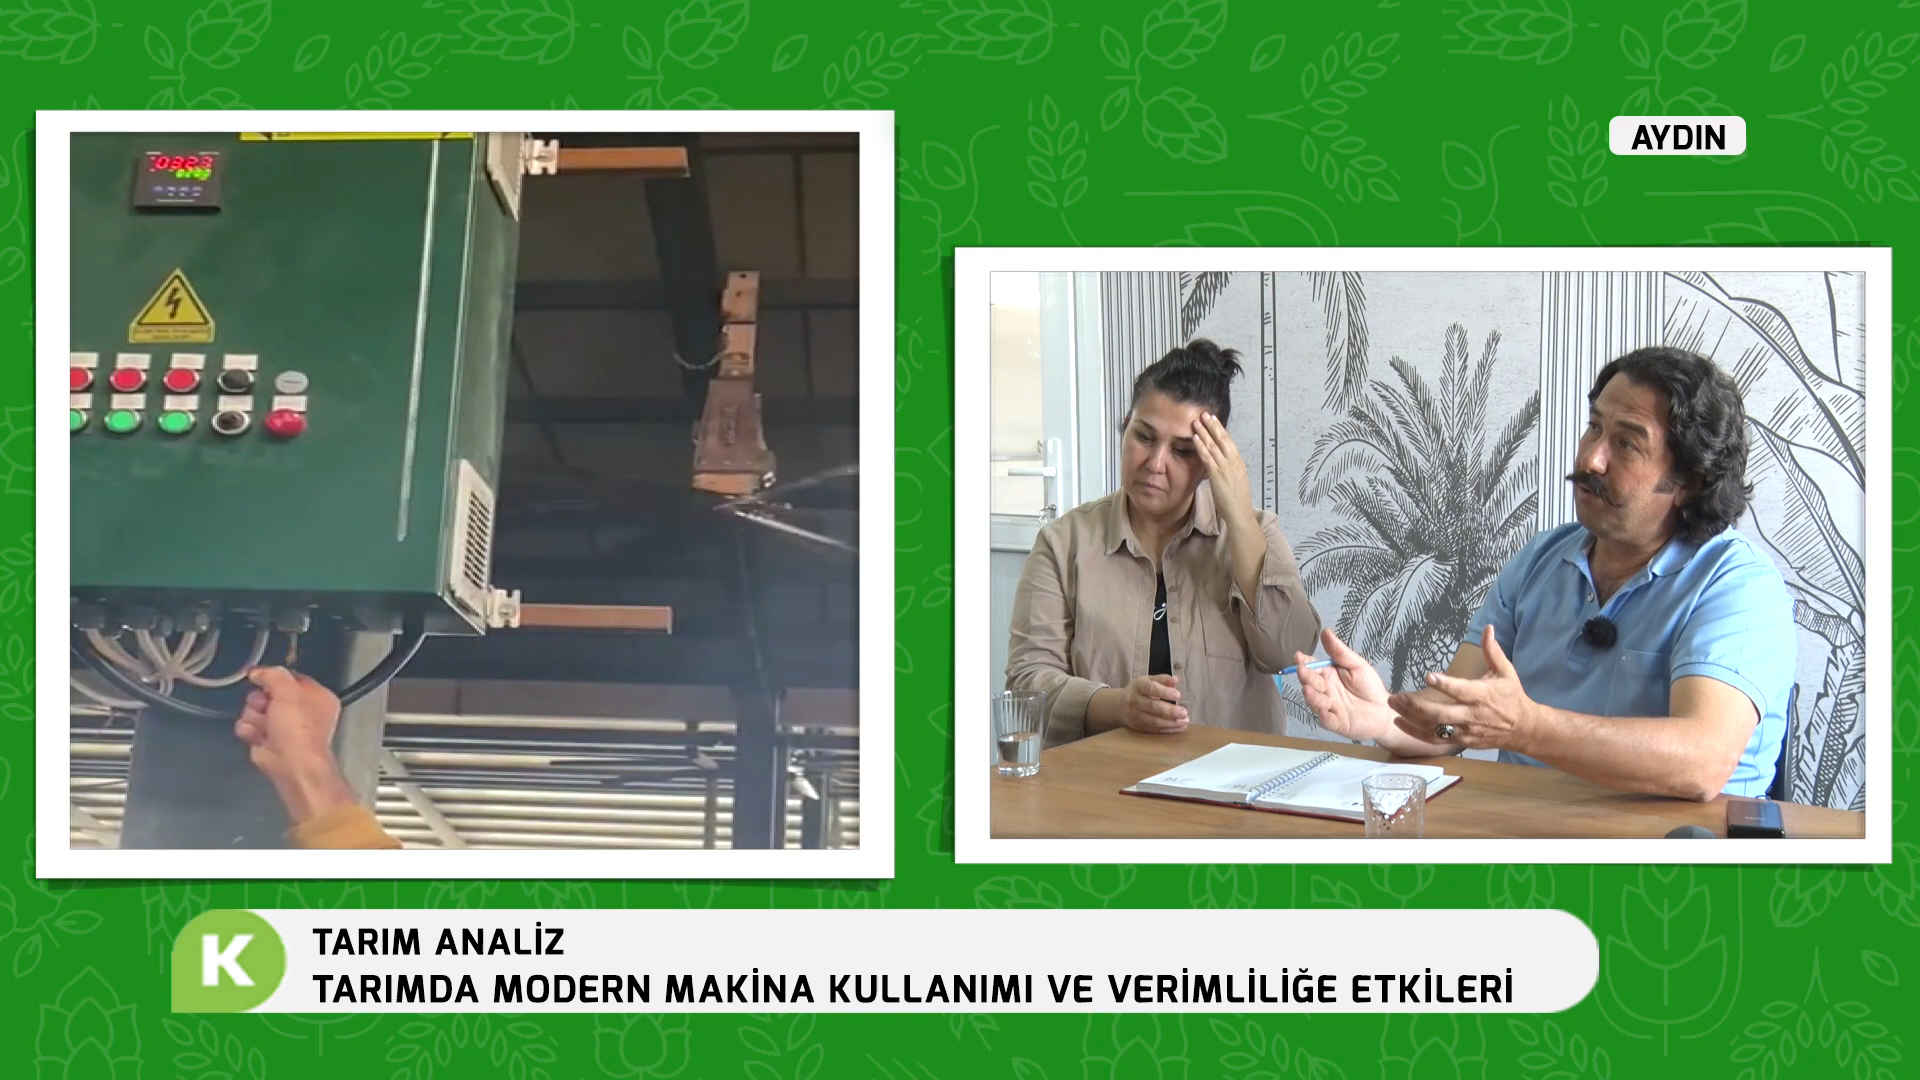 AYDIN
K
TARIM ANALİZ
TARIMDA MODERN MAKİNA KULLANIMI VE VERİMLİLİĞE ETKİLERİ